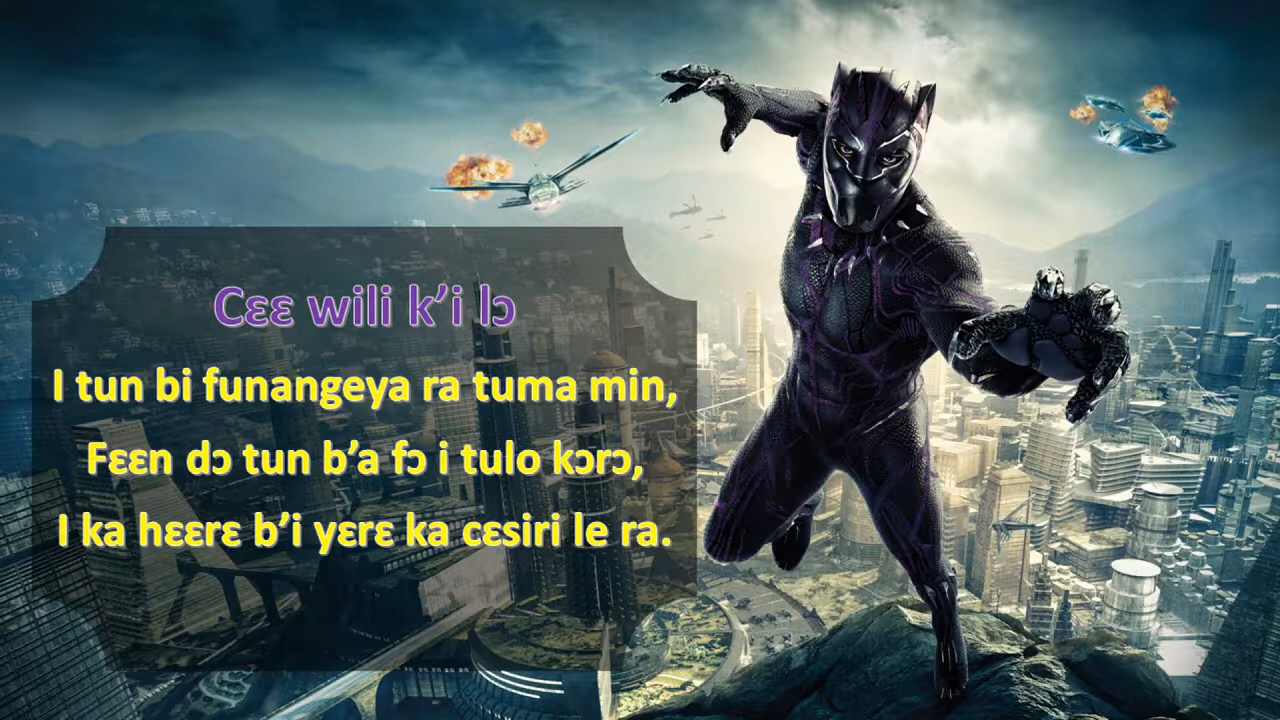 Cɛɛ wili k’i lɔ
I tun bi funangeya ra tuma min,
Fɛɛn dɔ tun b’a fɔ i tulo kɔrɔ,
I ka hɛɛrɛ b’i yɛrɛ ka cɛsiri le ra.